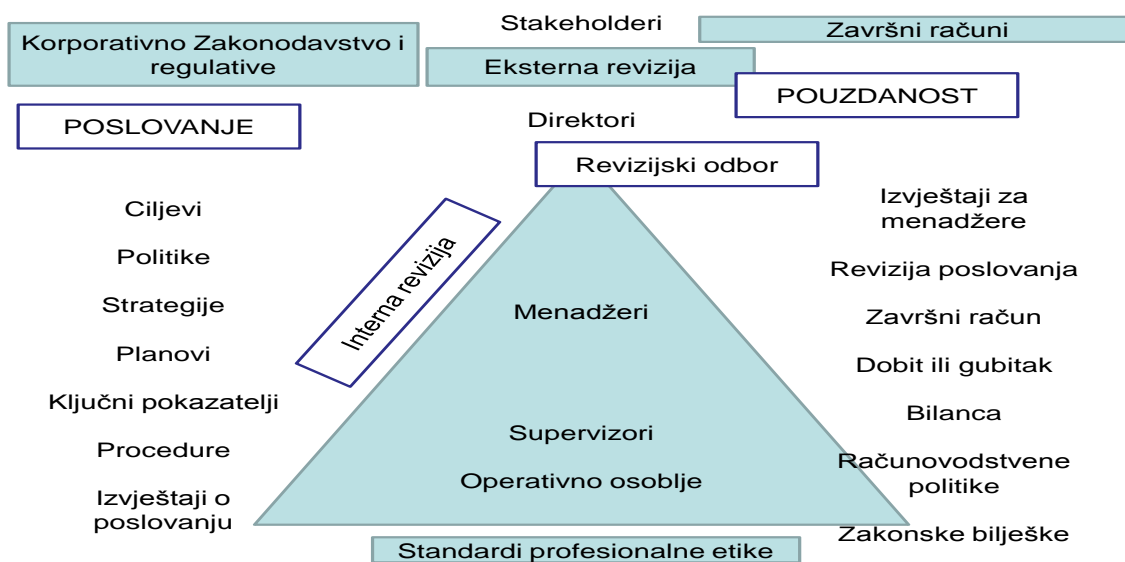 Stakeholderi
Završni računi
Korporativno Zakonodavstvo i
regulative
Eksterna revizija
POUZDANOST
POSLOVANJE
Direktori
Revizijski odbor
Ciljevi
Politike
Strategije
Planovi
Ključni pokazatelji
Procedure
Izvještaji o
poslovanju
Interna revizija
Menadžeri
Supervizori
Operativno osoblje
Izvještaji za
menadžere
Revizija poslovanja
Završni račun
Dobit ili gubitak
Bilanca
Računovodstvene
politike
Zakonske bilješke
Standardi profesionalne etike